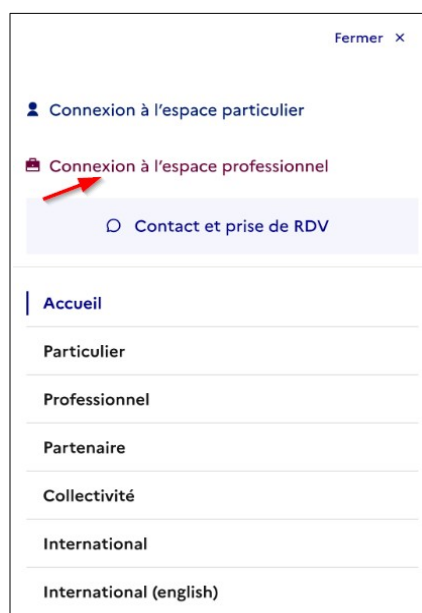 Fermer ×
Connexion à l'espace particulier
Connexion à l'espace professionnel
Contact et prise de RDV
Accueil
Particulier
Professionnel
Partenaire
Collectivité
International
International (english)